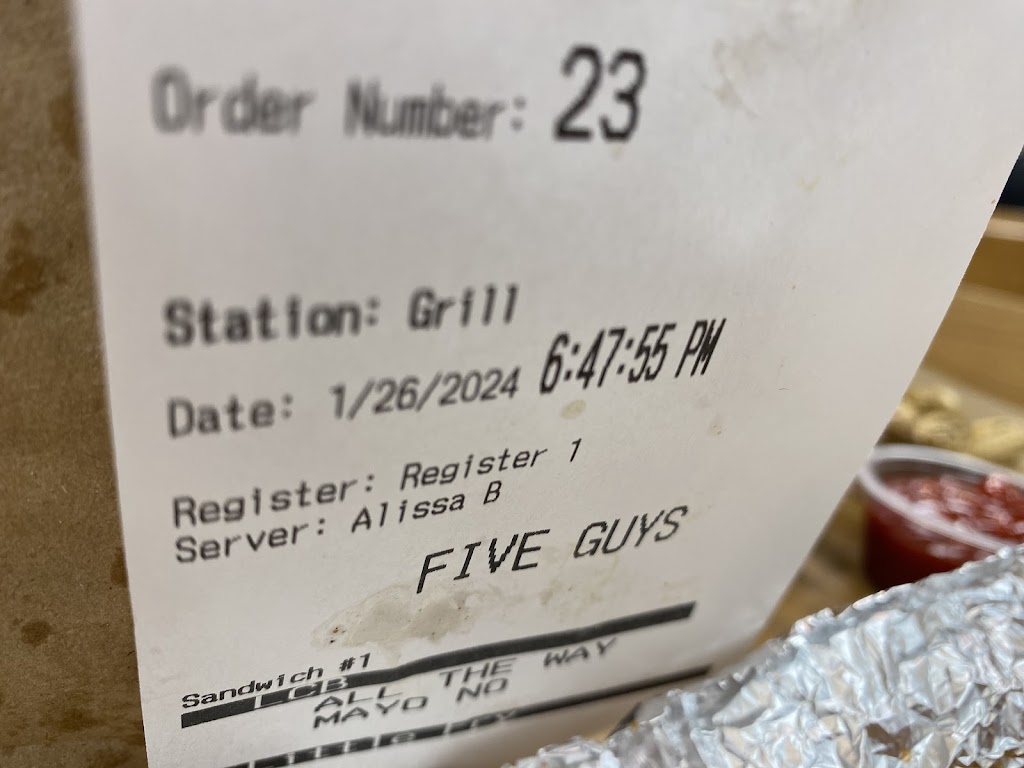 Order Number: 23
Station: Grill
Date: 1/26/2024 6:47:55 PM
Register: Register 1
Server: Alissa B
FIVE GUYS
Sandwich #1
LCB
ALL THE WAY
MAYO NO